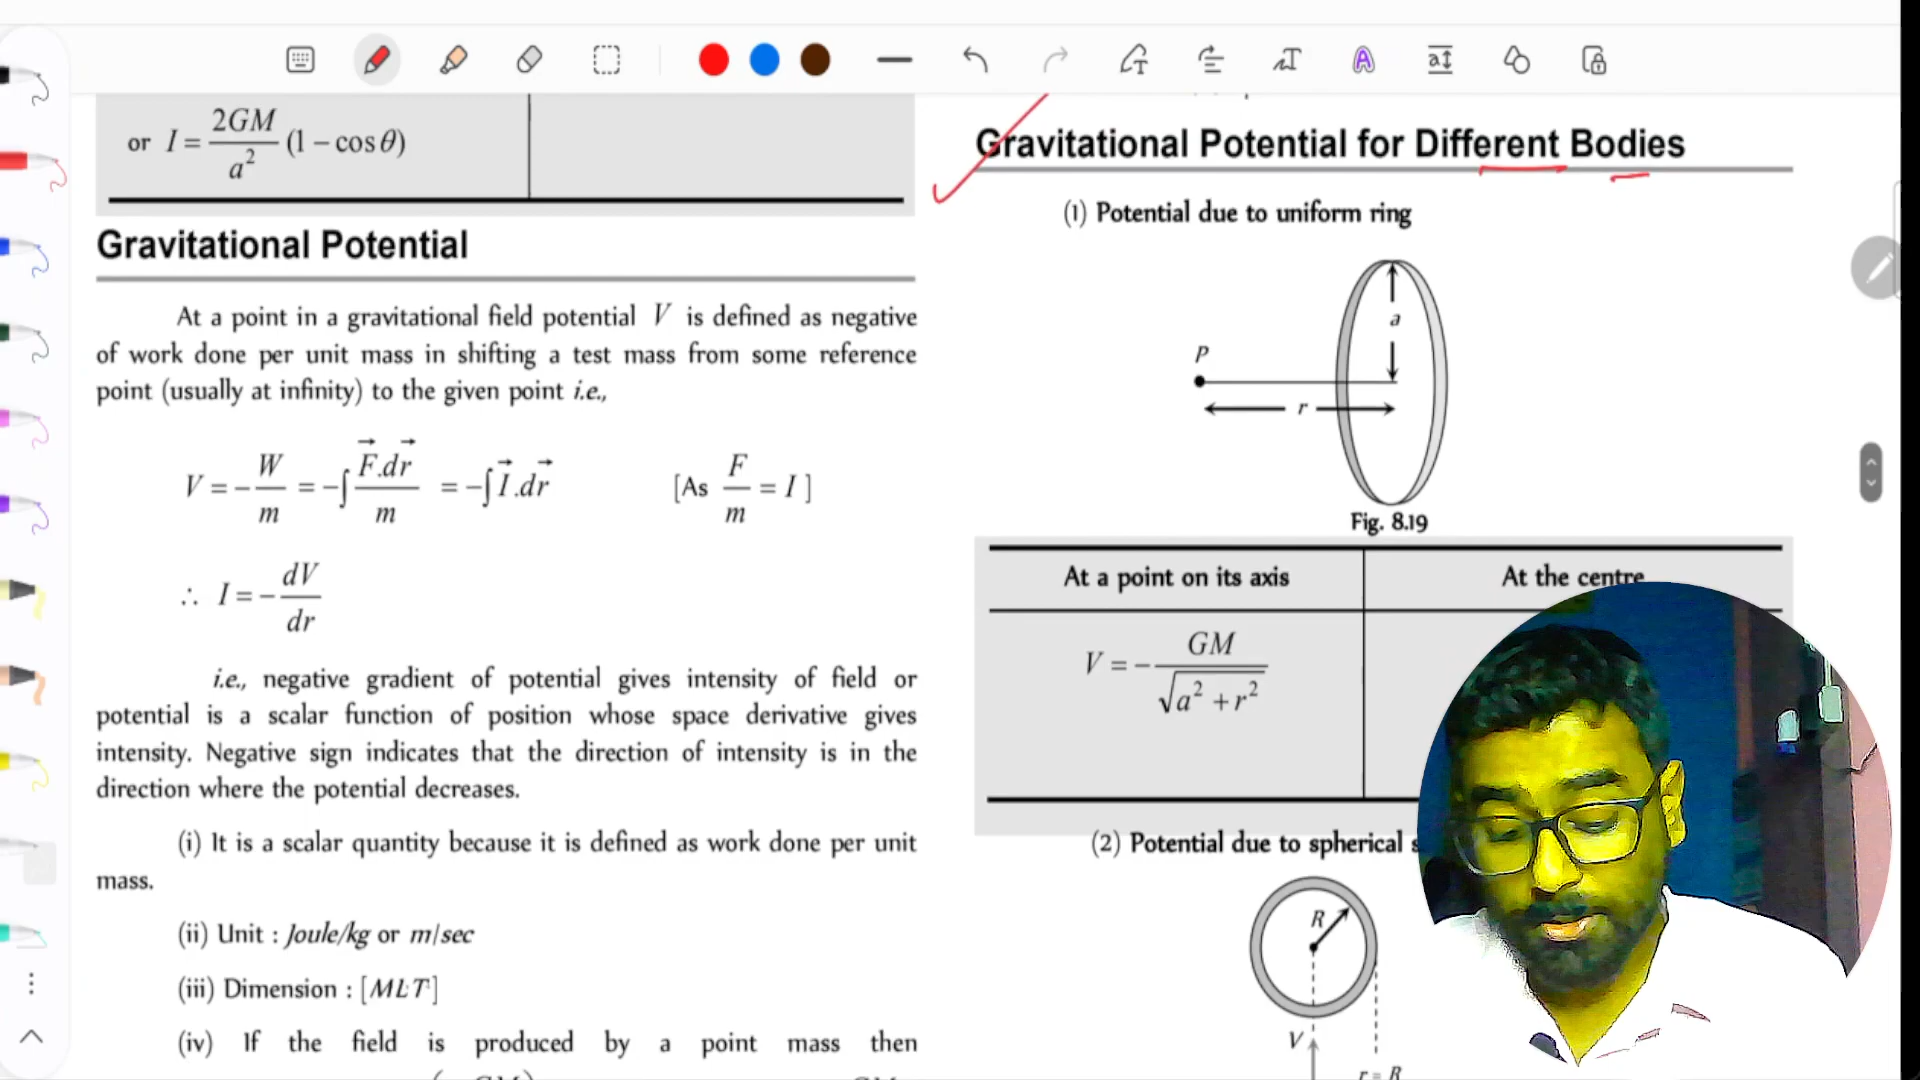 or I = 2GM/a² (1 – cos θ)
Gravitational Potential
At a point in a gravitational field potential V is defined as negative
of work done per unit mass in shifting a test mass from some reference
point (usually at infinity) to the given point i.e.,
V = – W/m = –∫ F⃗.dr⃗/m = –∫ I⃗.dr⃗ [As F/m = I ]
∴ I = – dV/dr
i.e., negative gradient of potential gives intensity of field or
potential is a scalar function of position whose space derivative gives
intensity. Negative sign indicates that the direction of intensity is in the
direction where the potential decreases.
(i) It is a scalar quantity because it is defined as work done per unit
mass.
(ii) Unit : Joule/kg or m/sec
(iii) Dimension : [MLT]
(iv) If the field is produced by a point mass then
Gravitational Potential for Different Bodies
(1) Potential due to uniform ring
a
P
r
Fig. 8.19
At a point on its axis
At the centre
V = – GM/√a² + r²
(2) Potential due to spherical
R
V
r = R